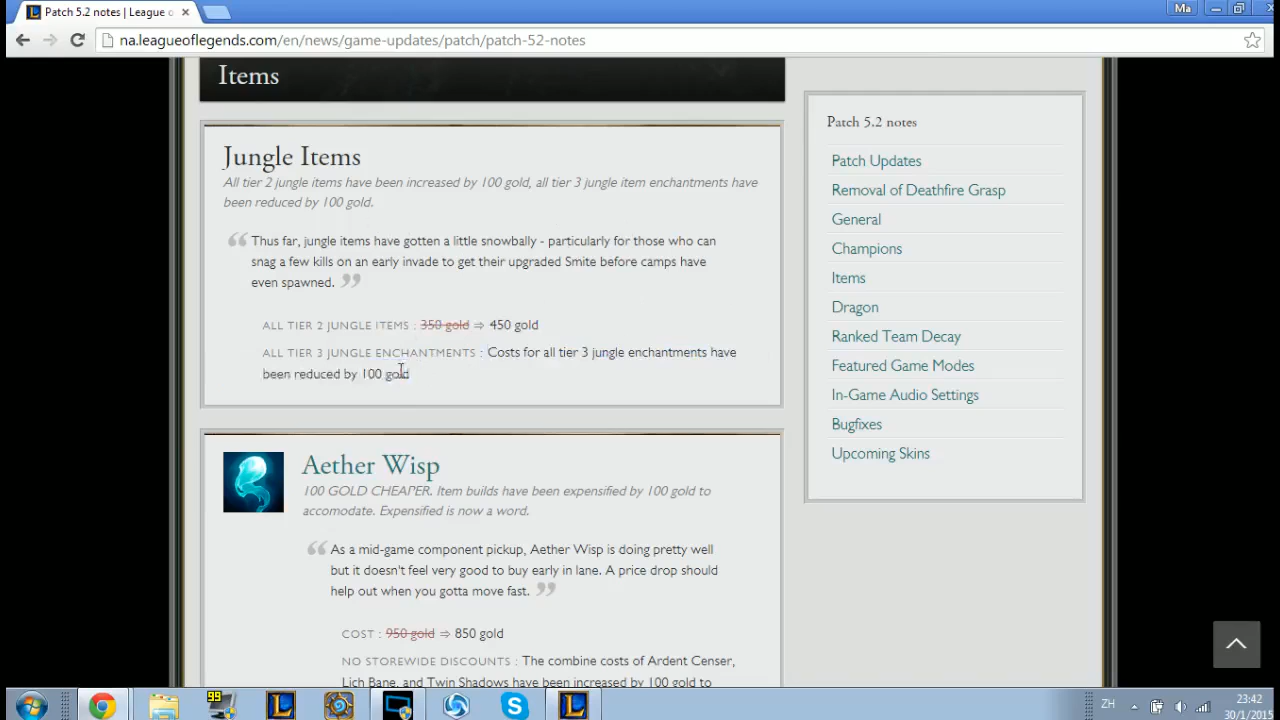 Patch 5.2 notes | League o
Ma
na.leagueoflegends.com/en/news/game-updates/patch/patch-52-notes
Items
Jungle Items
All tier 2 jungle items have been increased by 100 gold, all tier 3 jungle item enchantments have
been reduced by 100 gold.
“ Thus far, jungle items have gotten a little snowbally - particularly for those who can
snag a few kills on an early invade to get their upgraded Smite before camps have
even spawned. ”
ALL TIER 2 JUNGLE ITEMS : 350 gold ⇒ 450 gold
ALL TIER 3 JUNGLE ENCHANTMENTS : Costs for all tier 3 jungle enchantments have
been reduced by 100 gold
Aether Wisp
100 GOLD CHEAPER. Item builds have been expensified by 100 gold to
accomodate. Expensified is now a word.
“ As a mid-game component pickup, Aether Wisp is doing pretty well
but it doesn't feel very good to buy early in lane. A price drop should
help out when you gotta move fast. ”
COST : 950 gold ⇒ 850 gold
NO STOREWIDE DISCOUNTS : The combine costs of Ardent Censer,
Lich Bane, and Twin Shadows have been increased by 100 gold to
Patch 5.2 notes
Patch Updates
Removal of Deathfire Grasp
General
Champions
Items
Dragon
Ranked Team Decay
Featured Game Modes
In-Game Audio Settings
Bugfixes
Upcoming Skins
99
ZH
23:42
30/1/2015